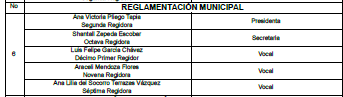 No REGLAMENTACIÓN MUNICIPAL
Ana Victoria Pliego Tapia
Segunda Regidora
Presidenta
Shantall Zepeda Escobar
Octava Regidora
Secretaria
6
Luis Felipe García Chávez
Décimo Primer Regidor
Vocal
Araceli Mendoza Flores
Novena Regidora
Vocal
Ana Lilia del Socorro Terrazas Vázquez
Séptima Regidora
Vocal